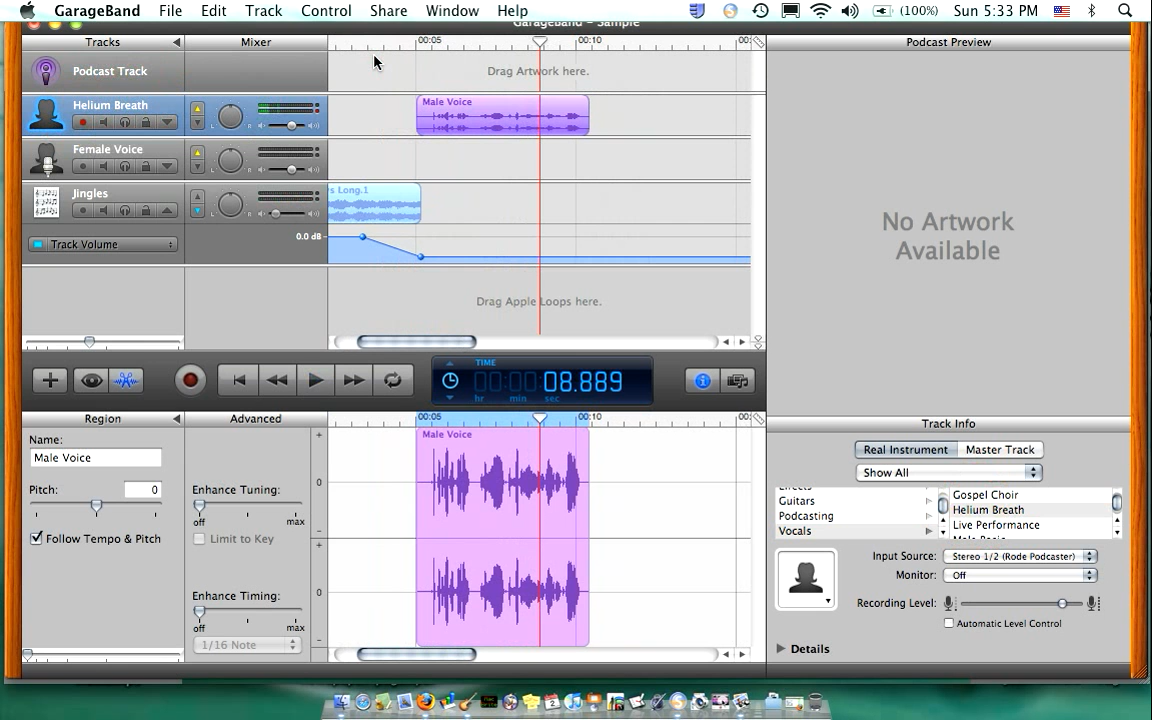 GarageBand File Edit Track Control Share Window Help (100%) Sun 5:33 PM
GarageBand – Sample
Tracks Mixer 00:05 00:10 00: Podcast Preview
Podcast Track Drag Artwork here.
Helium Breath Male Voice
L R
Female Voice
L R
Jingles s Long.1
L R
Track Volume 0.0 dB
No Artwork
Available
Drag Apple Loops here.
TIME
00:00:08.889
hr min sec
Region Advanced 00:05 00:10 00: Track Info
Name: Male Voice
Male Voice
Real Instrument Master Track
Show All
Pitch: 0
Enhance Tuning:
off max
Follow Tempo & Pitch
Limit to Key
Enhance Timing:
off max
1/16 Note
+ 0 -
+ 0 -
Effects
Guitars
Podcasting
Vocals
Gospel Choir
Helium Breath
Live Performance
Male Basic
Input Source: Stereo 1/2 (Rode Podcaster)
Monitor: Off
Recording Level:
Automatic Level Control
Details